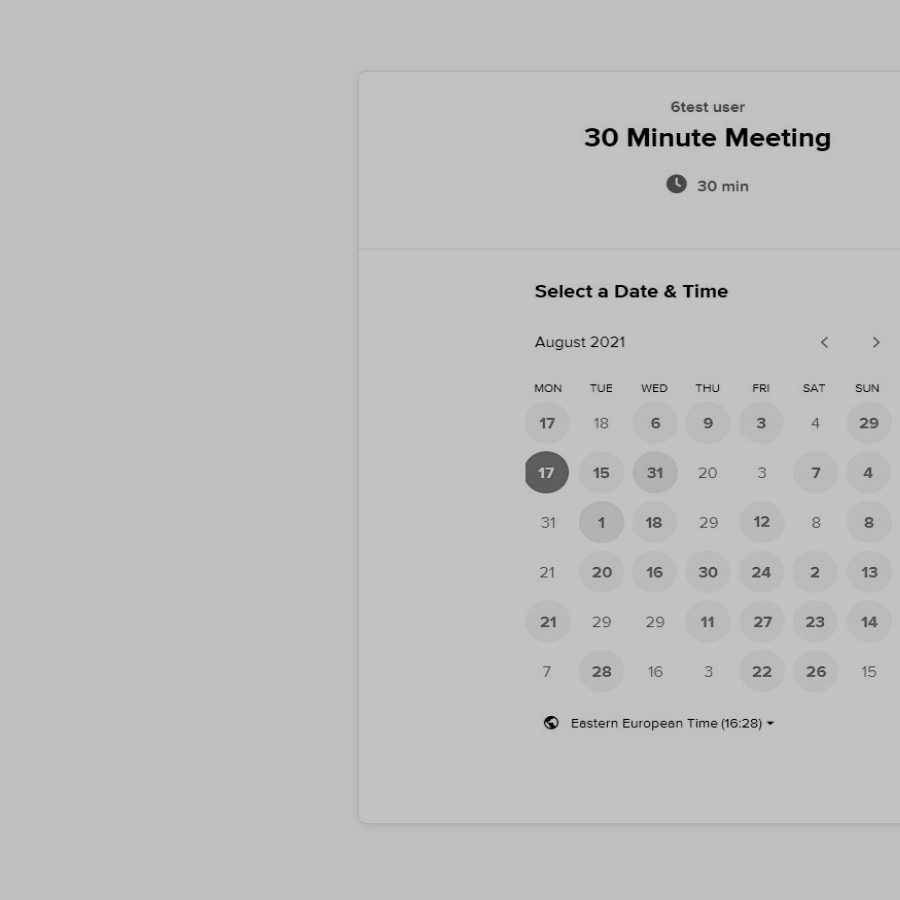 6test user
30 Minute Meeting
30 min
Select a Date & Time
August 2021
MON TUE WED THU FRI SAT SUN
17 18 6 9 3 4 29
17 15 31 20 3 7 4
31 1 18 29 12 8 8
21 20 16 30 24 2 13
21 29 29 11 27 23 14
7 28 16 3 22 26 15
Eastern European Time (16:28)